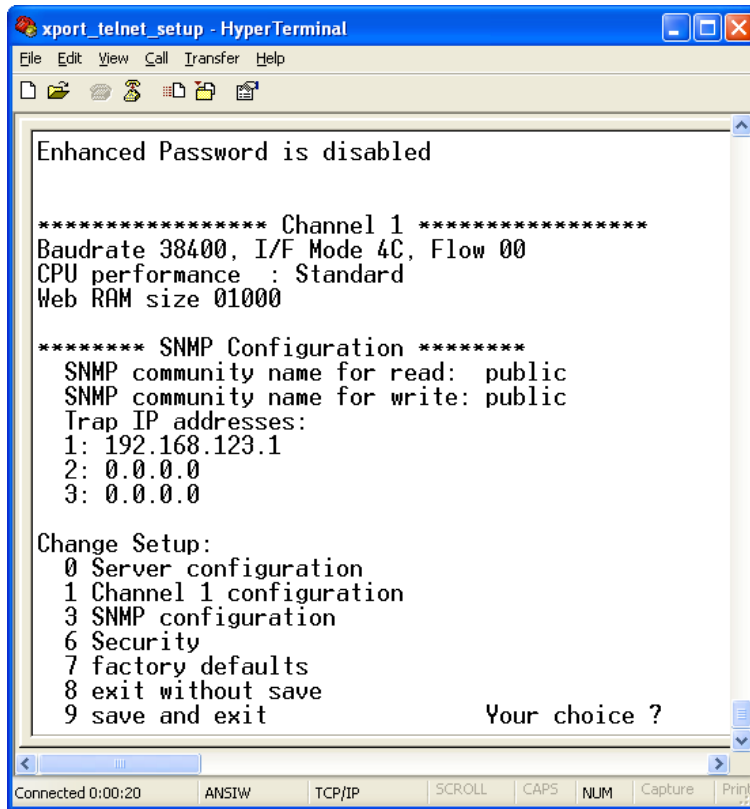 xport_telnet_setup - HyperTerminal
File Edit View Call Transfer Help
Enhanced Password is disabled
***************** Channel 1 *****************
Baudrate 38400, I/F Mode 4C, Flow 00
CPU performance  : Standard
Web RAM size 01000
******** SNMP Configuration ********
SNMP community name for read:  public
SNMP community name for write: public
Trap IP addresses:
1: 192.168.123.1
2: 0.0.0.0
3: 0.0.0.0
Change Setup:
0 Server configuration
1 Channel 1 configuration
3 SNMP configuration
6 Security
7 factory defaults
8 exit without save
9 save and exit Your choice ?
Connected 0:00:20 ANSIW TCP/IP SCROLL CAPS NUM Capture